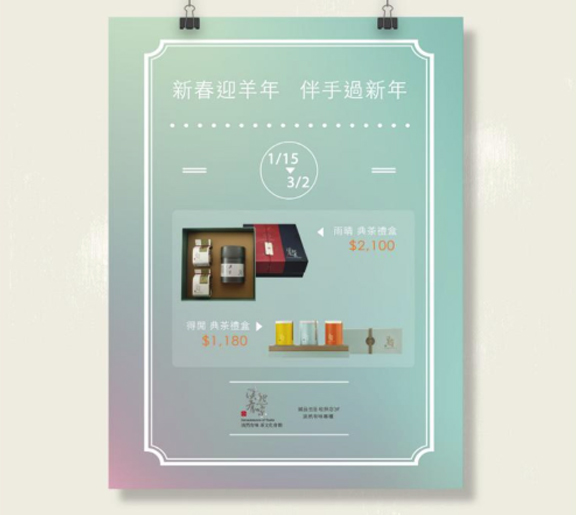 新春迎羊年 伴手過新年
1/15
3/2
雨晴 典茶禮盒
$2,100
得閒 典茶禮盒
$1,180